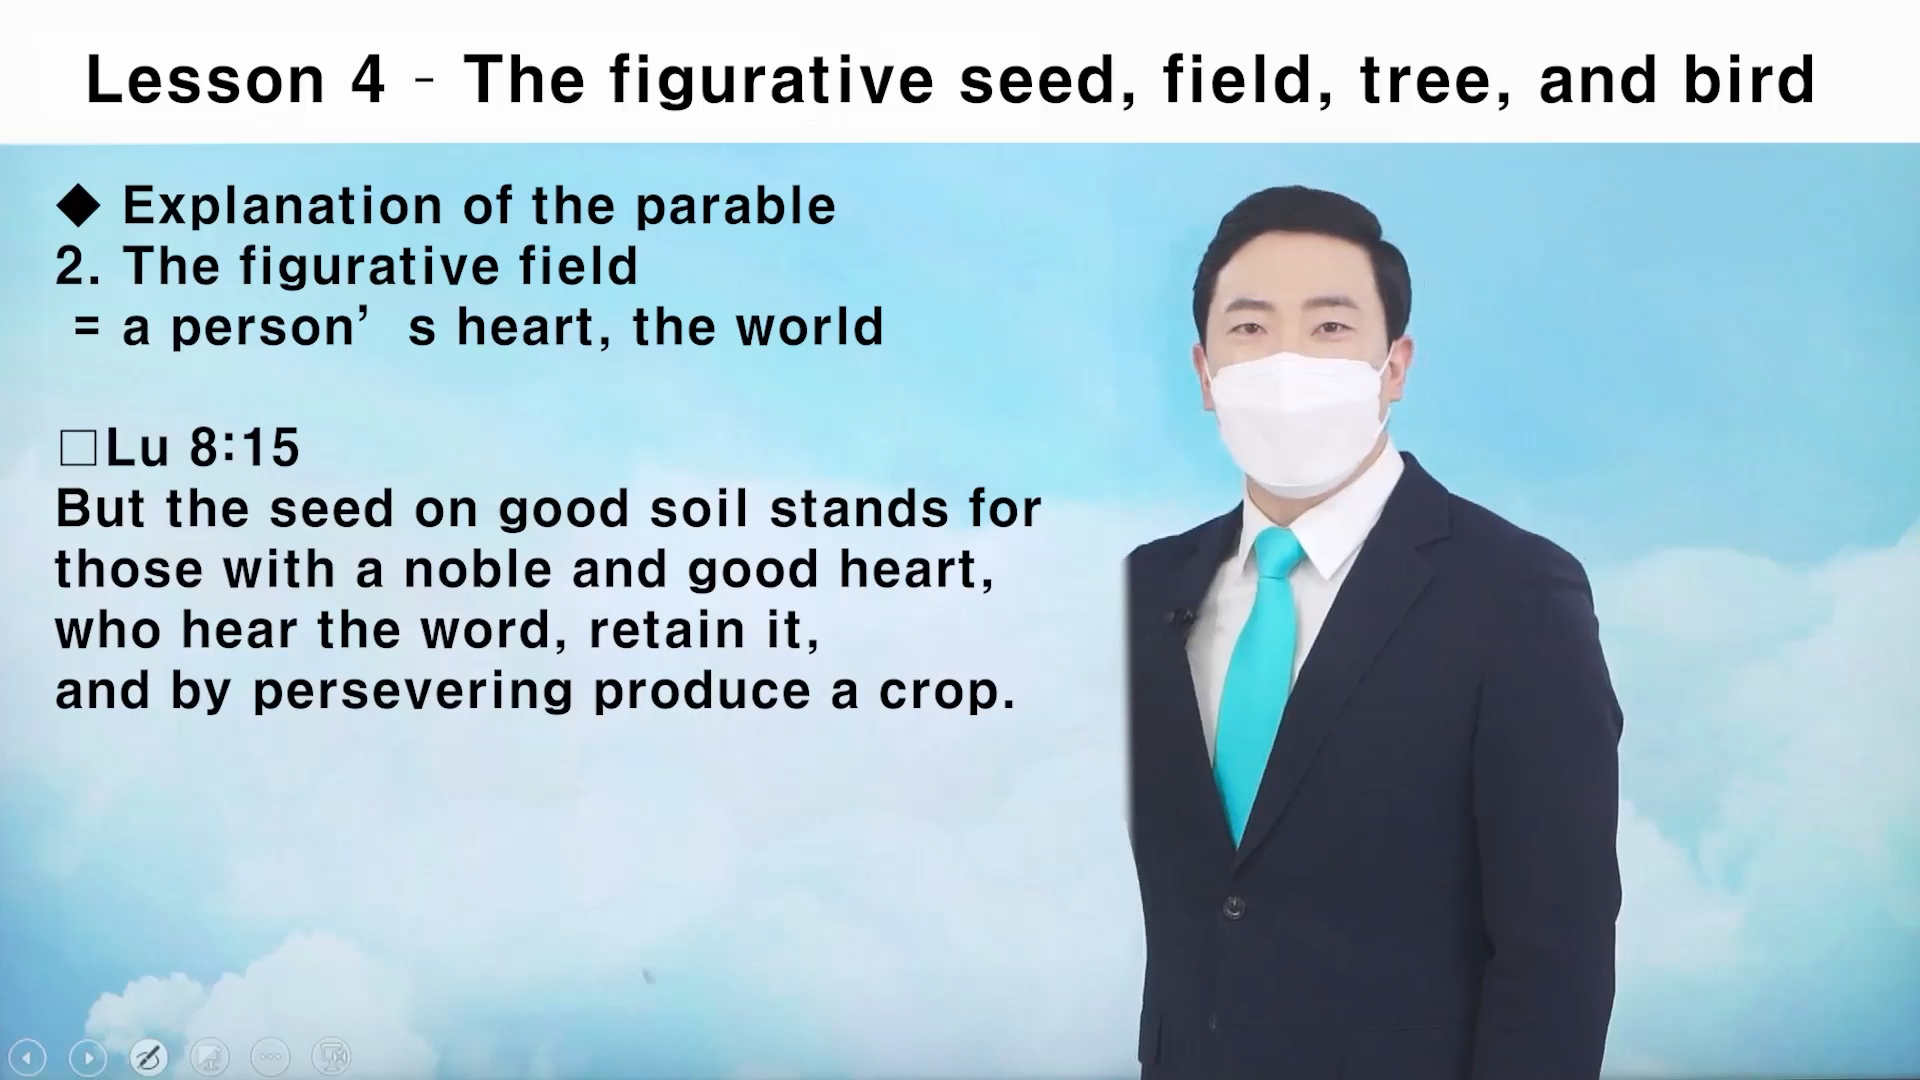 Lesson 4 - The figurative seed, field, tree, and bird
◆ Explanation of the parable
2. The figurative field
= a person’s heart, the world
□Lu 8:15
But the seed on good soil stands for
those with a noble and good heart,
who hear the word, retain it,
and by persevering produce a crop.